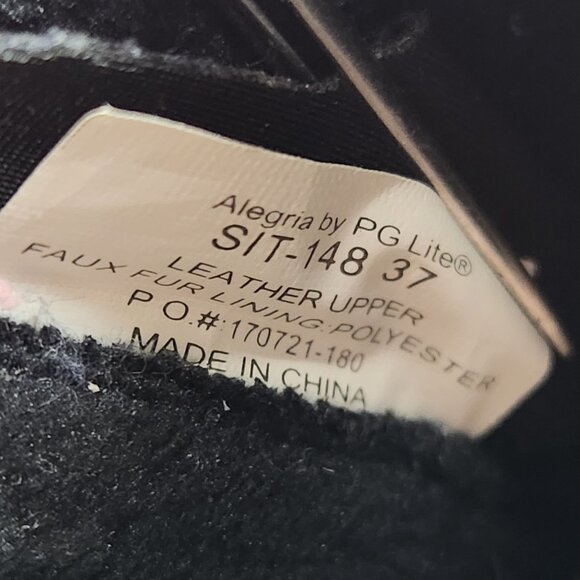 Alegria by PG Lite®
SIT-148 37
LEATHER UPPER
FAUX FUR LINING:POLYESTER
P O.#:170721-180
MADE IN CHINA